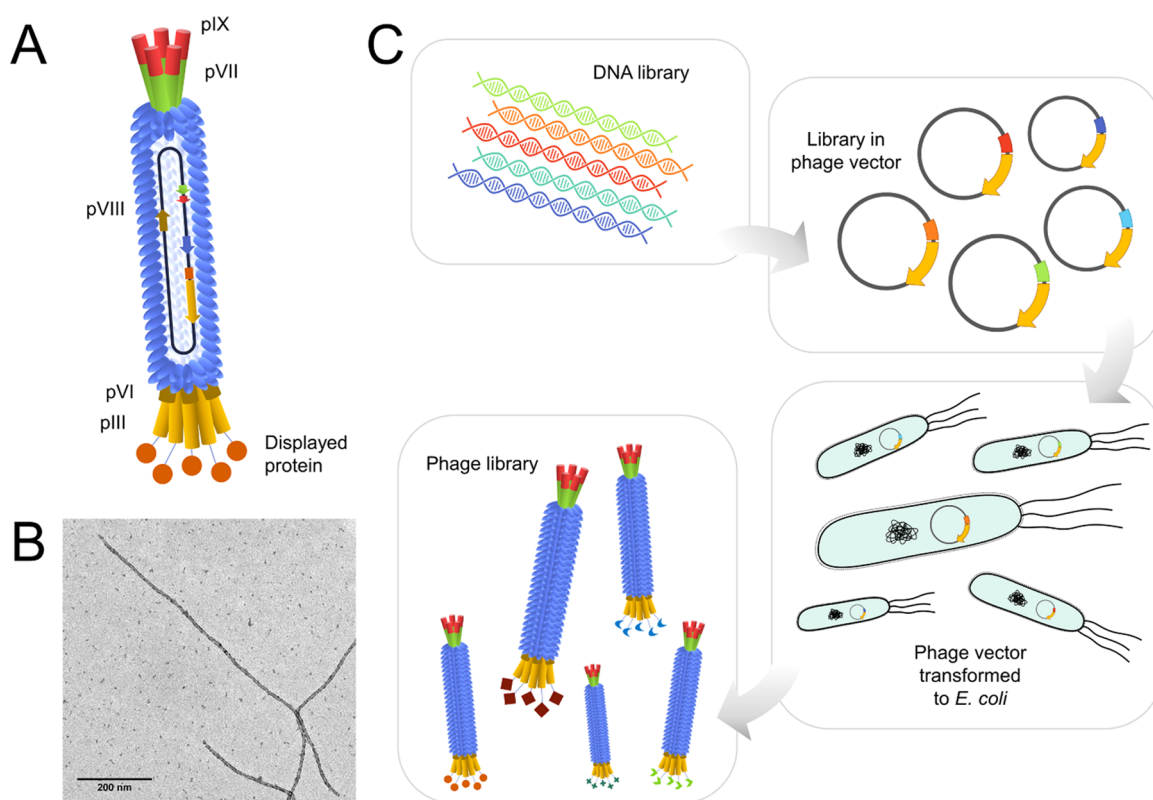 A
pIX
pVII
pVIII
pVI
pIII
Displayed
protein
B
200 nm
C
DNA library
Library in
phage vector
Phage vector
transformed
to E. coli
Phage library